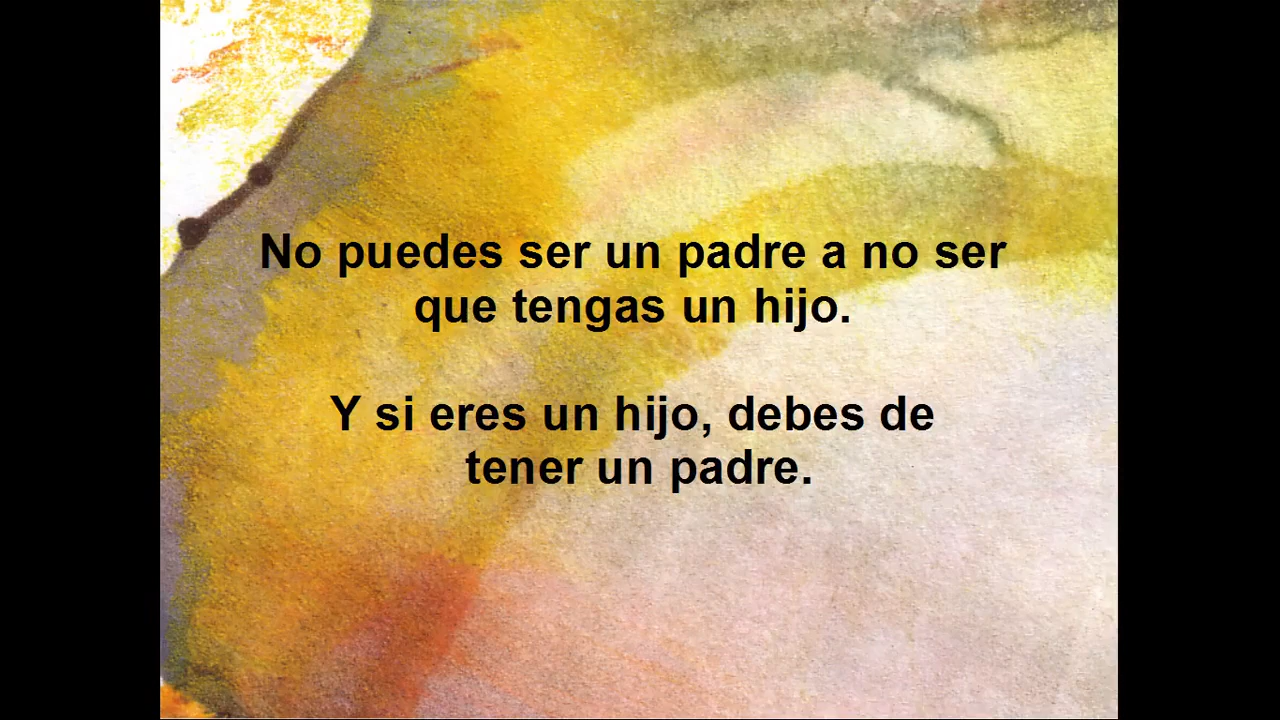 No puedes ser un padre a no ser
que tengas un hijo.
Y si eres un hijo, debes de
tener un padre.